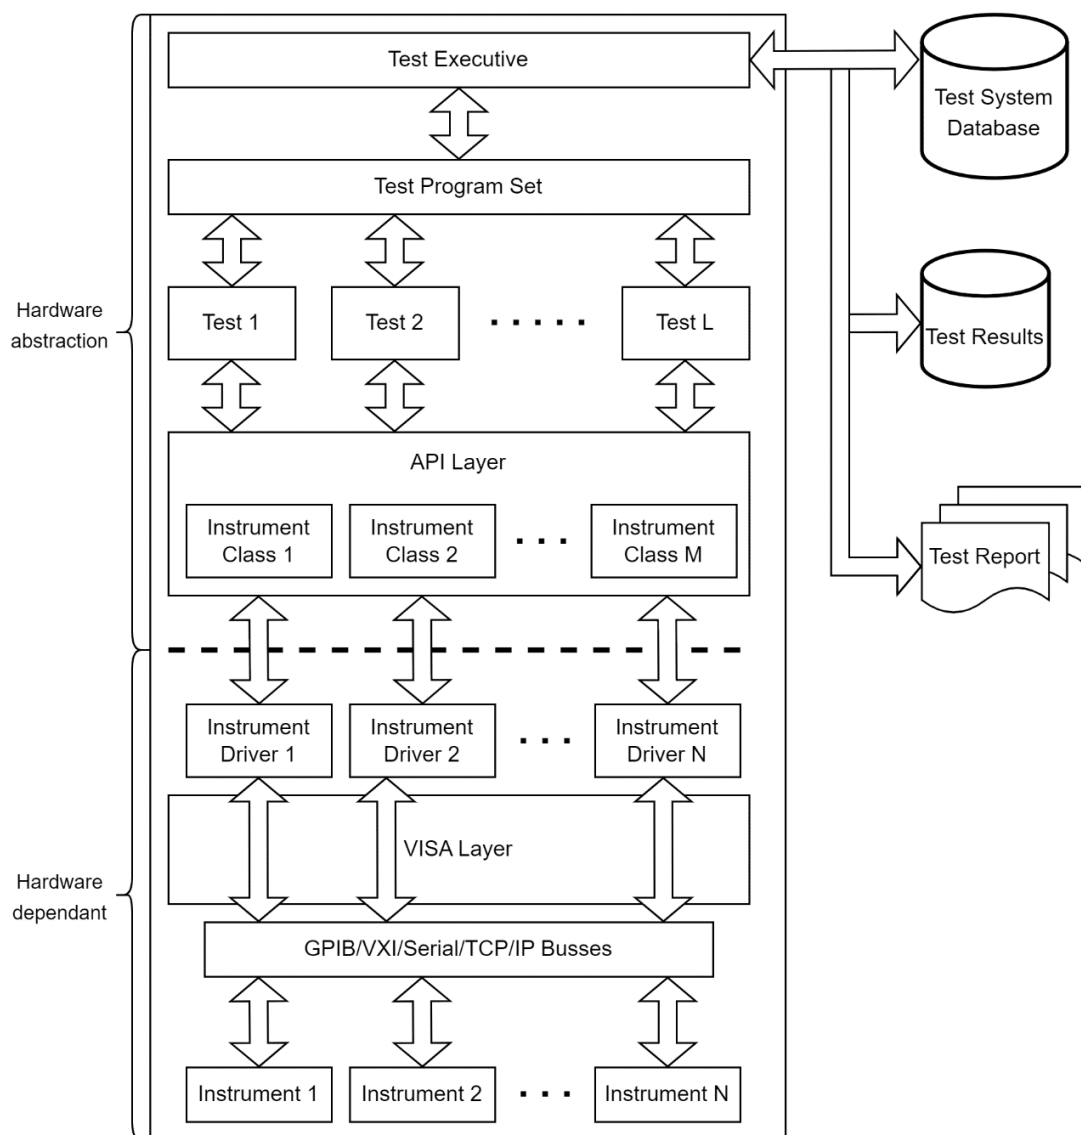 Test Executive
Test System
Database
Test Program Set
Hardware
abstraction
Test 1
Test 2
Test L
Test Results
API Layer
Instrument
Class 1
Instrument
Class 2
Instrument
Class M
Test Report
Instrument
Driver 1
Instrument
Driver 2
Instrument
Driver N
VISA Layer
Hardware
dependant
GPIB/VXI/Serial/TCP/IP Busses
Instrument 1
Instrument 2
Instrument N